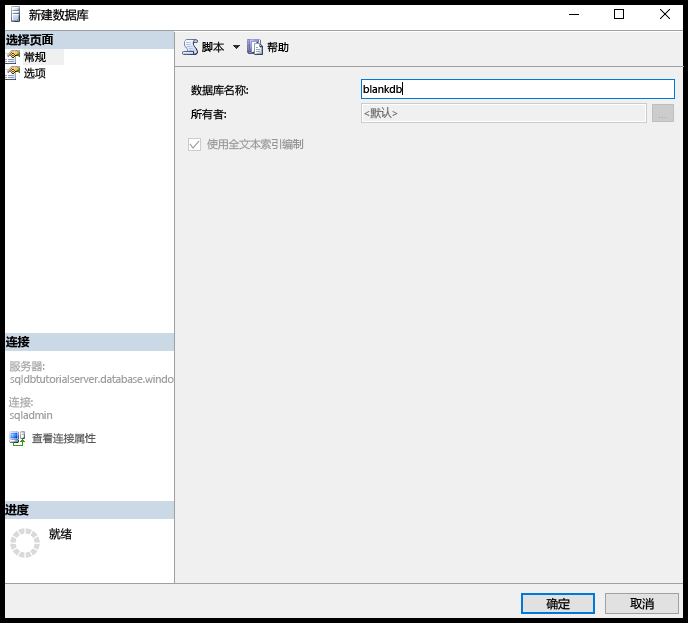 新建数据库
选择页面
常规
选项
脚本
帮助
数据库名称:
blankdb
所有者:
<默认>
...
使用全文本索引编制
连接
服务器:
sqldbtutorialserver.database.windo
连接:
sqladmin
查看连接属性
进度
就绪
确定
取消